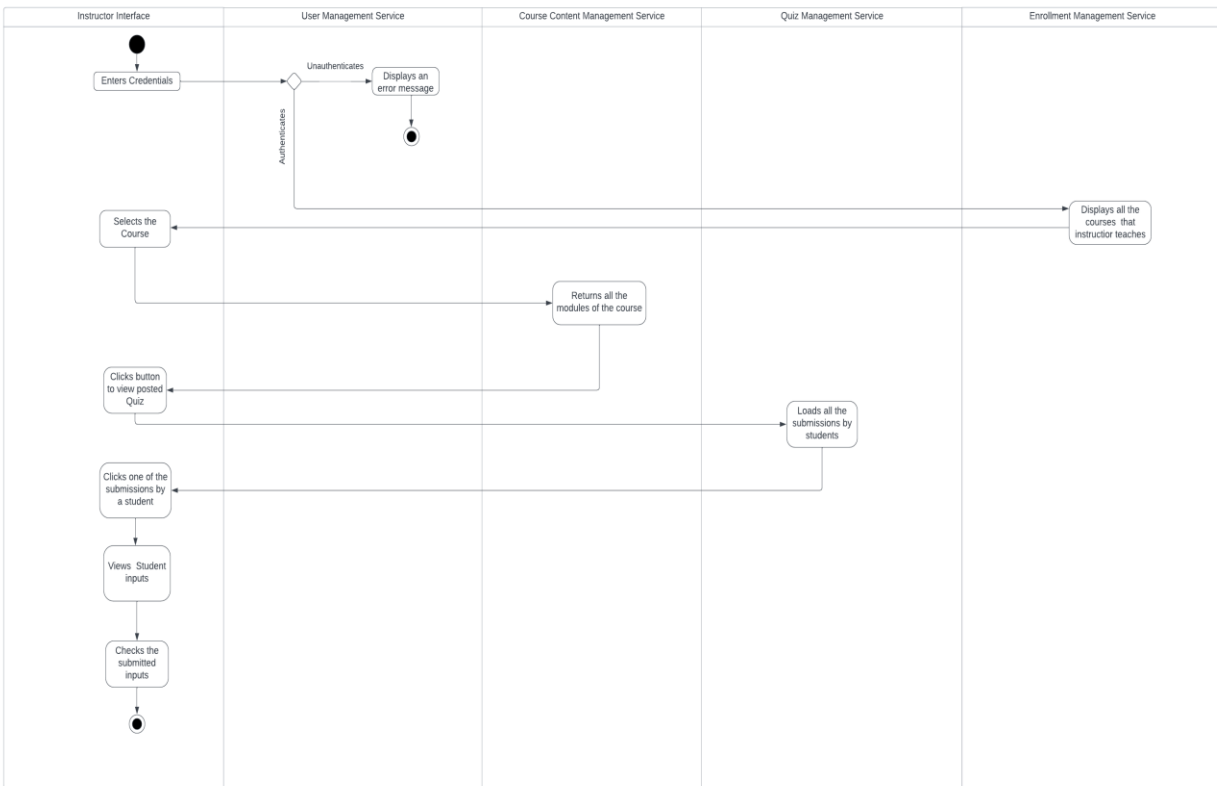 Instructor Interface
User Management Service
Course Content Management Service
Quiz Management Service
Enrollment Management Service
Enters Credentials
Unauthenticates
Displays an
error message
Authenticates
Displays all the
courses that
instructior teaches
Selects the
Course
Returns all the
modules of the course
Clicks button
to view posted
Quiz
Loads all the
submissions by
students
Clicks one of the
submissions by
a student
Views Student
inputs
Checks the
submitted
inputs